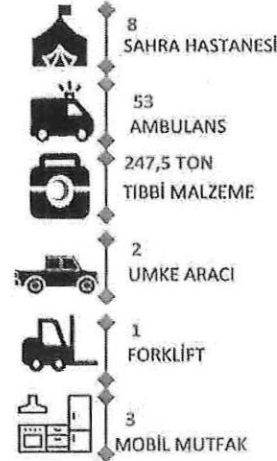 8
SAHRA HASTANESİ
53
AMBULANS
247,5 TON
TIBBİ MALZEME
2
UMKE ARACI
1
FORKLİFT
3
MOBİL MUTFAK